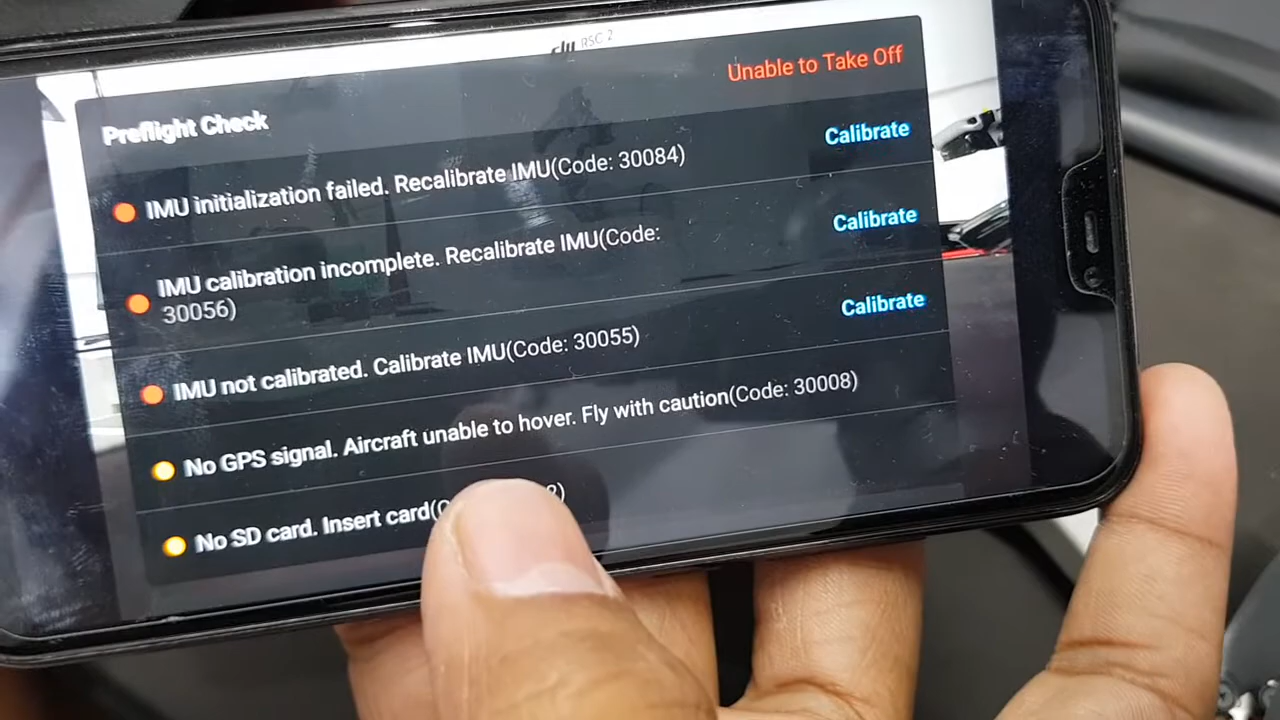 RSC 2
Unable to Take Off
Preflight Check
IMU initialization failed. Recalibrate IMU(Code: 30084)
Calibrate
IMU calibration incomplete. Recalibrate IMU(Code:
30056)
Calibrate
IMU not calibrated. Calibrate IMU(Code: 30055)
Calibrate
No GPS signal. Aircraft unable to hover. Fly with caution(Code: 30008)
No SD card. Insert card